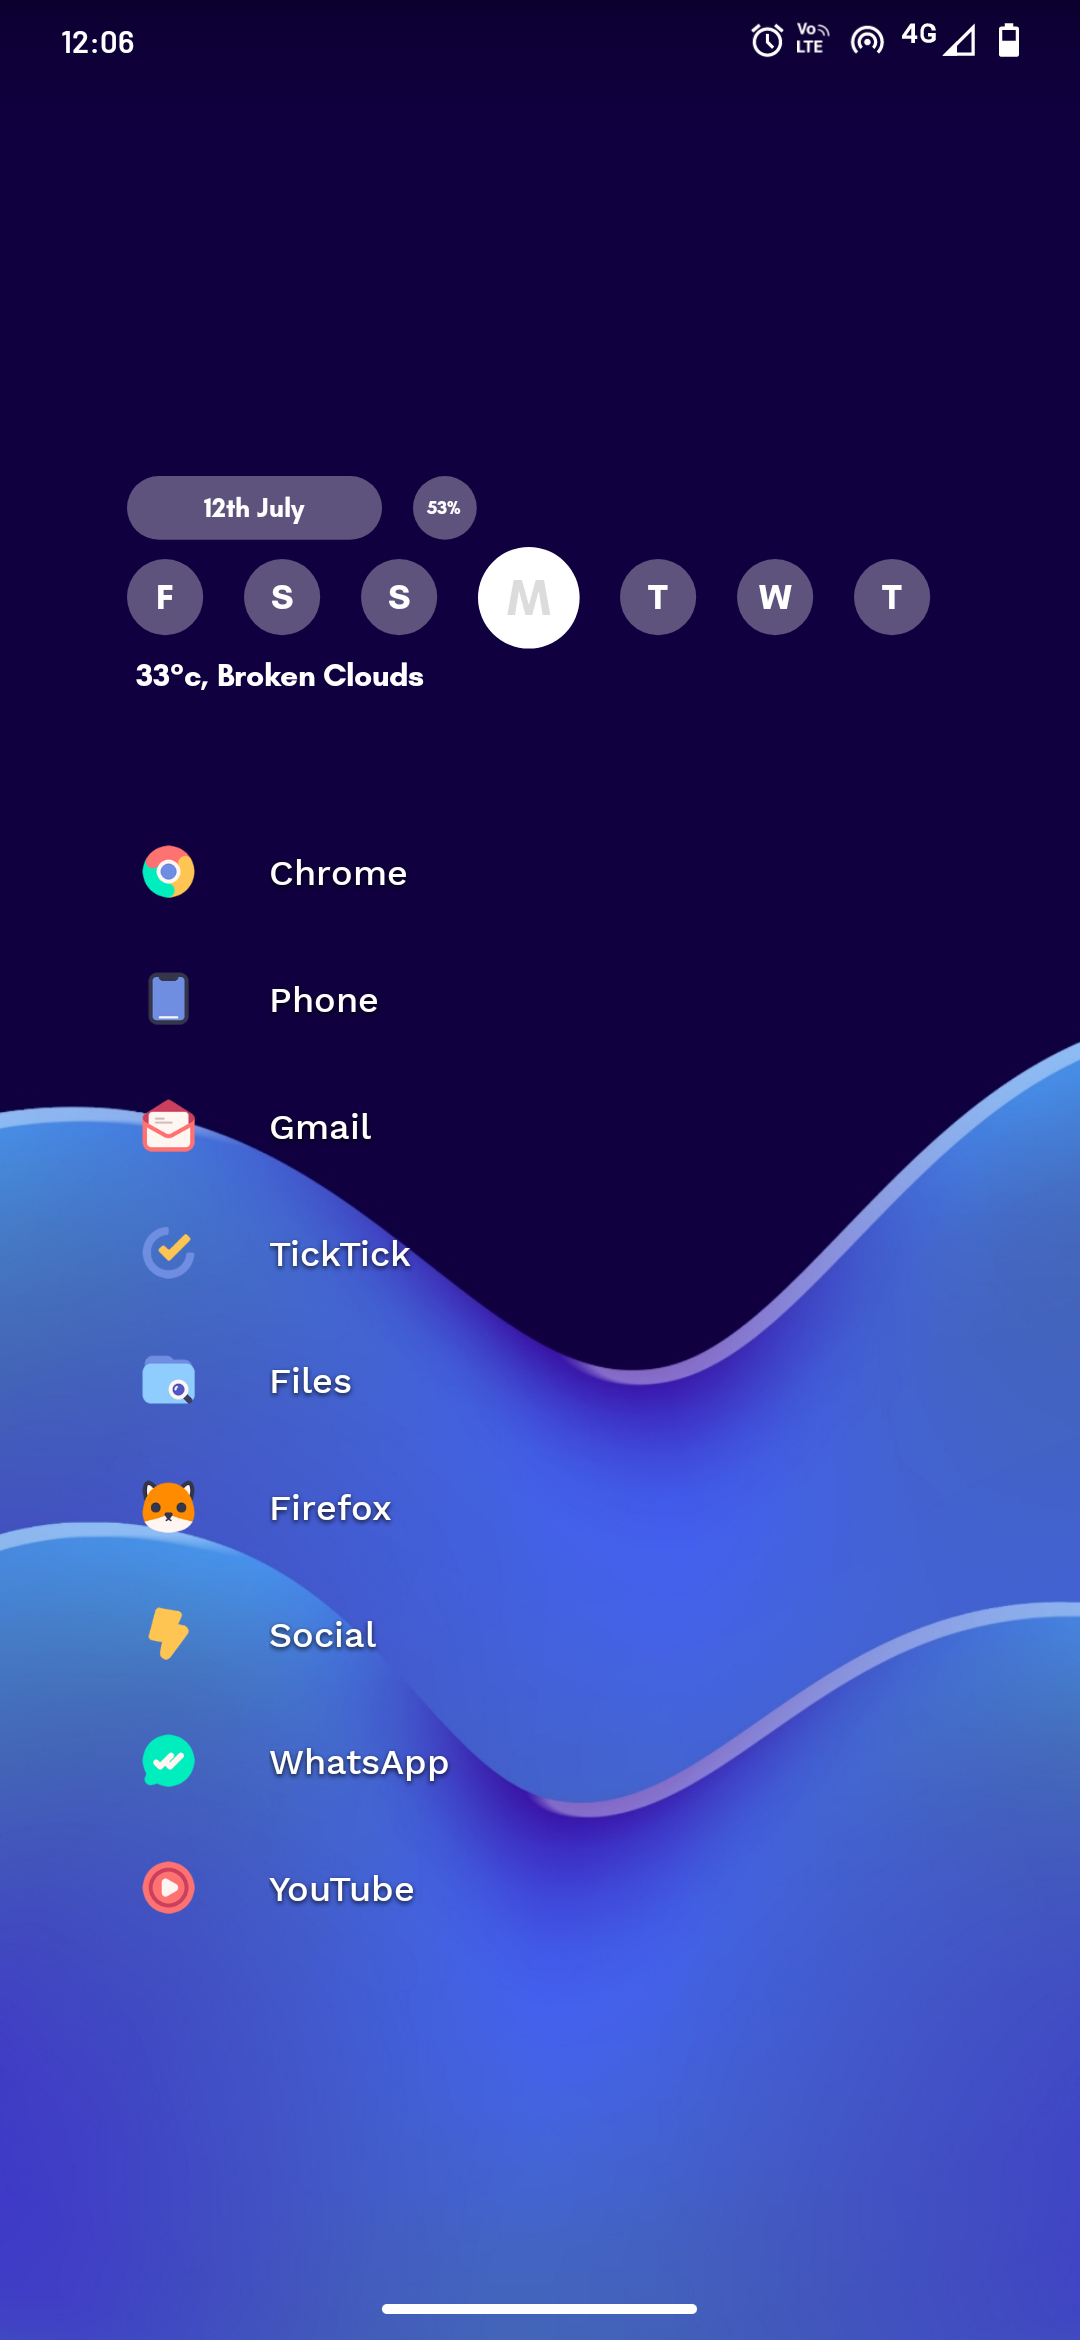 12:06 Vo LTE 4G
12th July 53%
F S S M T W T
33°c, Broken Clouds
Chrome
Phone
Gmail
TickTick
Files
Firefox
Social
WhatsApp
YouTube